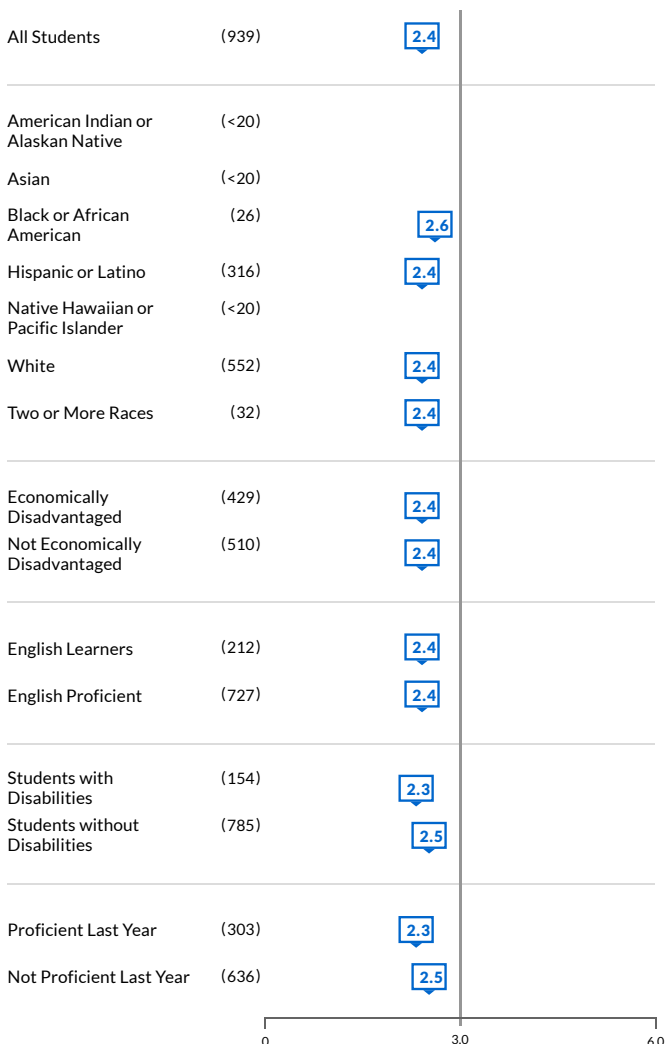 All Students (939) 2.4
American Indian or (<20)
Alaskan Native
Asian (<20)
Black or African (26) 2.6
American
Hispanic or Latino (316) 2.4
Native Hawaiian or (<20)
Pacific Islander
White (552) 2.4
Two or More Races (32) 2.4
Economically (429) 2.4
Disadvantaged
Not Economically (510) 2.4
Disadvantaged
English Learners (212) 2.4
English Proficient (727) 2.4
Students with (154) 2.3
Disabilities
Students without (785) 2.5
Disabilities
Proficient Last Year (303) 2.3
Not Proficient Last Year (636) 2.5
0 3.0 6.0